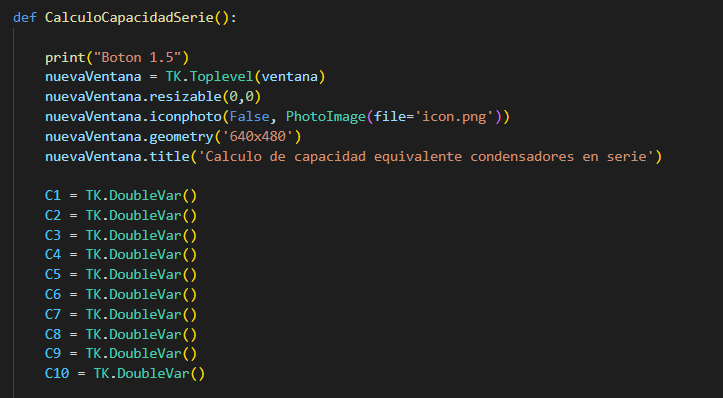 def CalculoCapacidadSerie():
print("Boton 1.5")
nuevaVentana = TK.Toplevel(ventana)
nuevaVentana.resizable(0,0)
nuevaVentana.iconphoto(False, PhotoImage(file='icon.png'))
nuevaVentana.geometry('640x480')
nuevaVentana.title('Calculo de capacidad equivalente condensadores en serie')
C1 = TK.DoubleVar()
C2 = TK.DoubleVar()
C3 = TK.DoubleVar()
C4 = TK.DoubleVar()
C5 = TK.DoubleVar()
C6 = TK.DoubleVar()
C7 = TK.DoubleVar()
C8 = TK.DoubleVar()
C9 = TK.DoubleVar()
C10 = TK.DoubleVar()